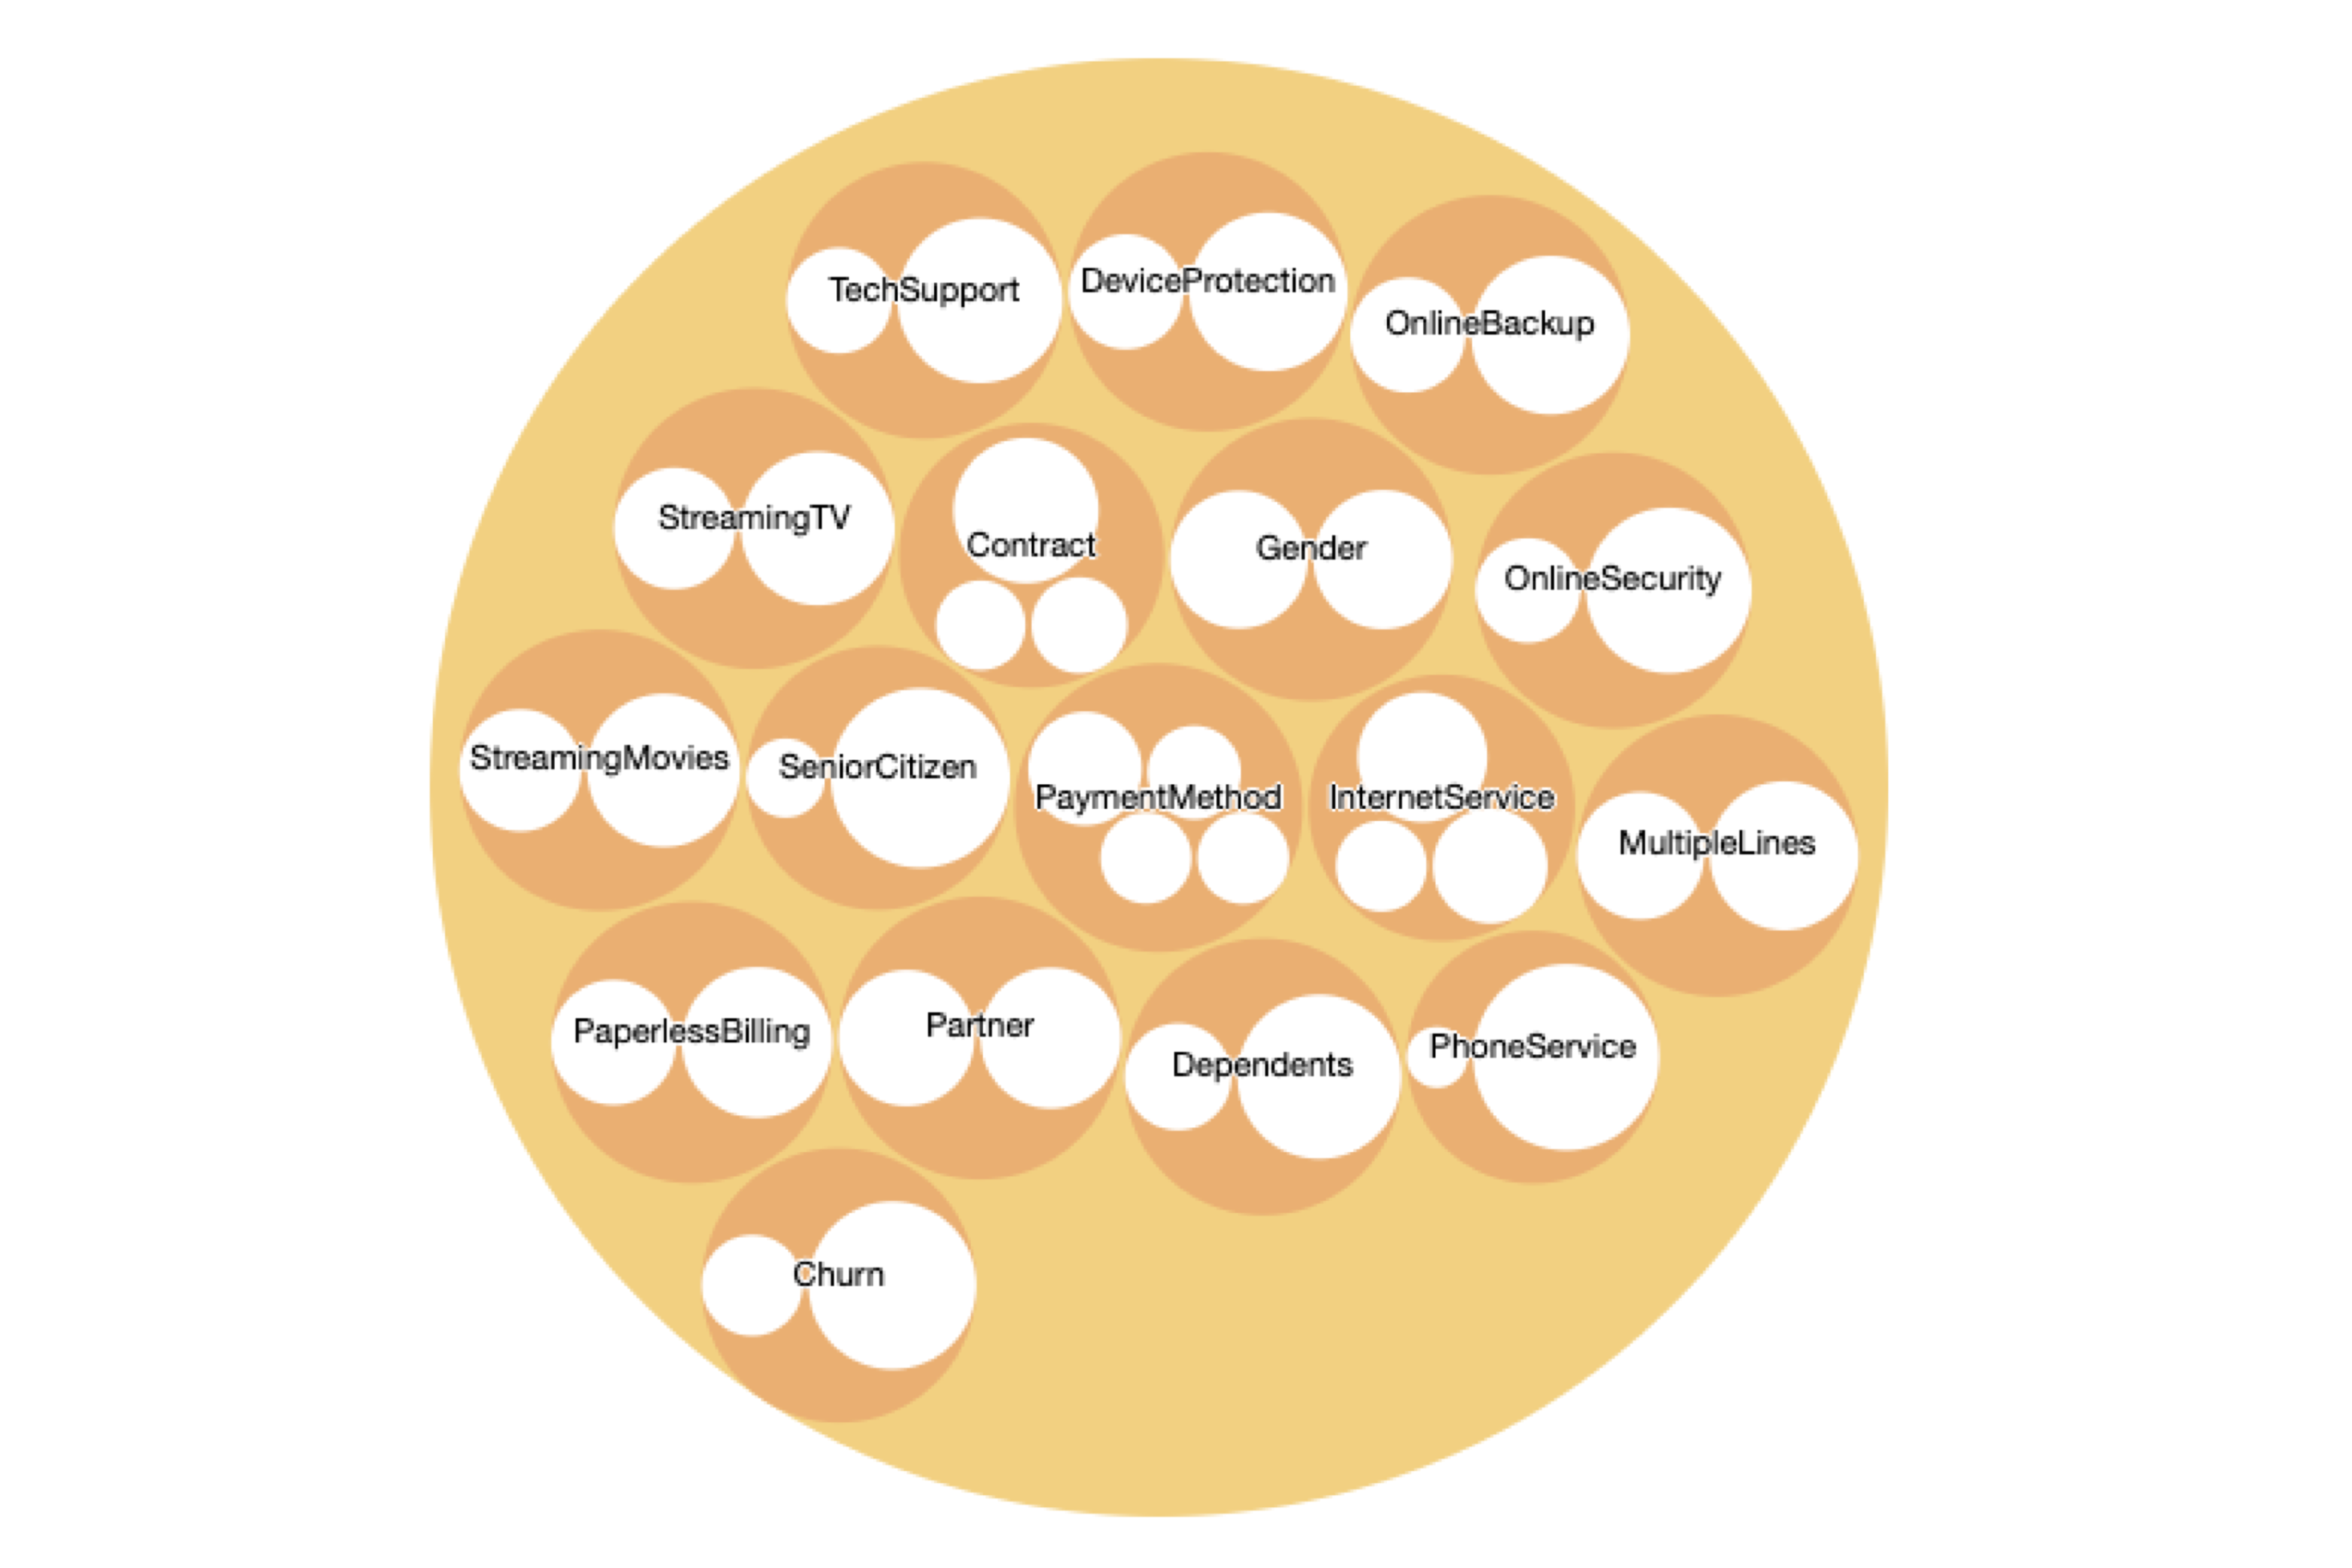 TechSupport
DeviceProtection
OnlineBackup
StreamingTV
Contract
Gender
OnlineSecurity
StreamingMovies
SeniorCitizen
PaymentMethod
InternetService
MultipleLines
PaperlessBilling
Partner
Dependents
PhoneService
Churn